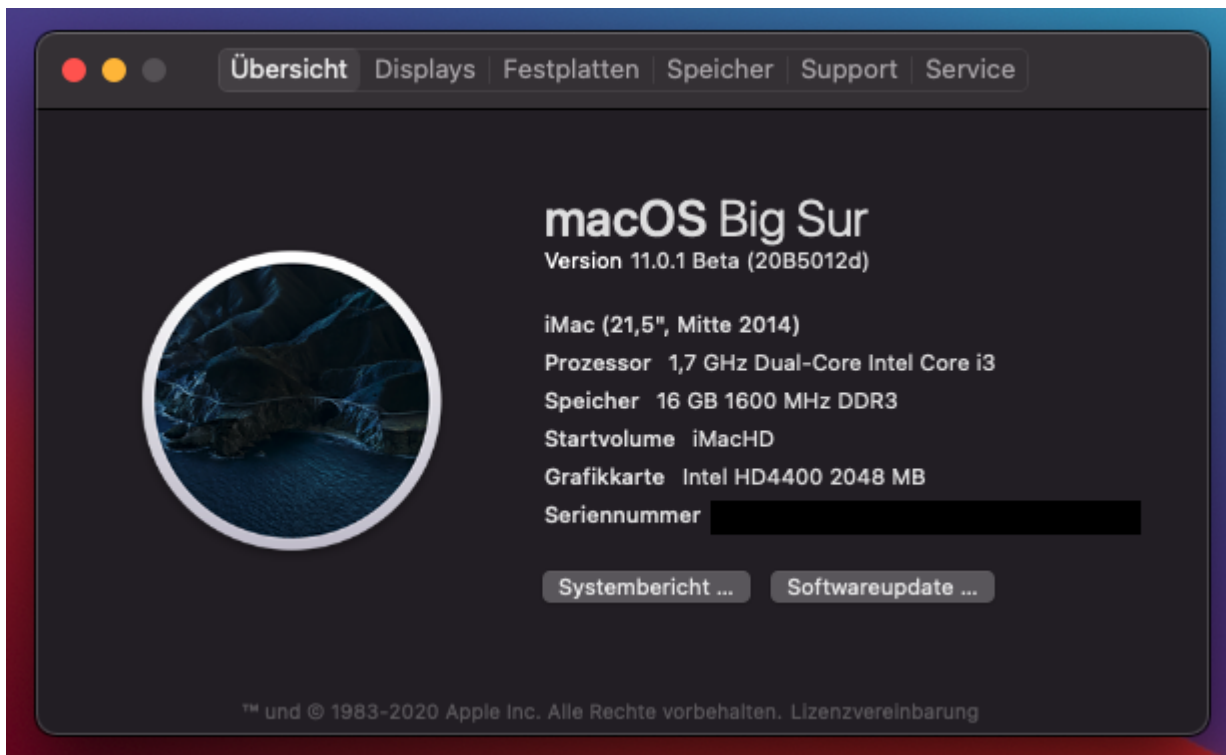 Übersicht Displays Festplatten Speicher Support Service
macOS Big Sur
Version 11.0.1 Beta (20B5012d)
iMac (21,5", Mitte 2014)
Prozessor 1,7 GHz Dual-Core Intel Core i3
Speicher 16 GB 1600 MHz DDR3
Startvolume iMacHD
Grafikkarte Intel HD4400 2048 MB
Seriennummer
Systembericht ... Softwareupdate ...
™ und © 1983-2020 Apple Inc. Alle Rechte vorbehalten. Lizenzvereinbarung